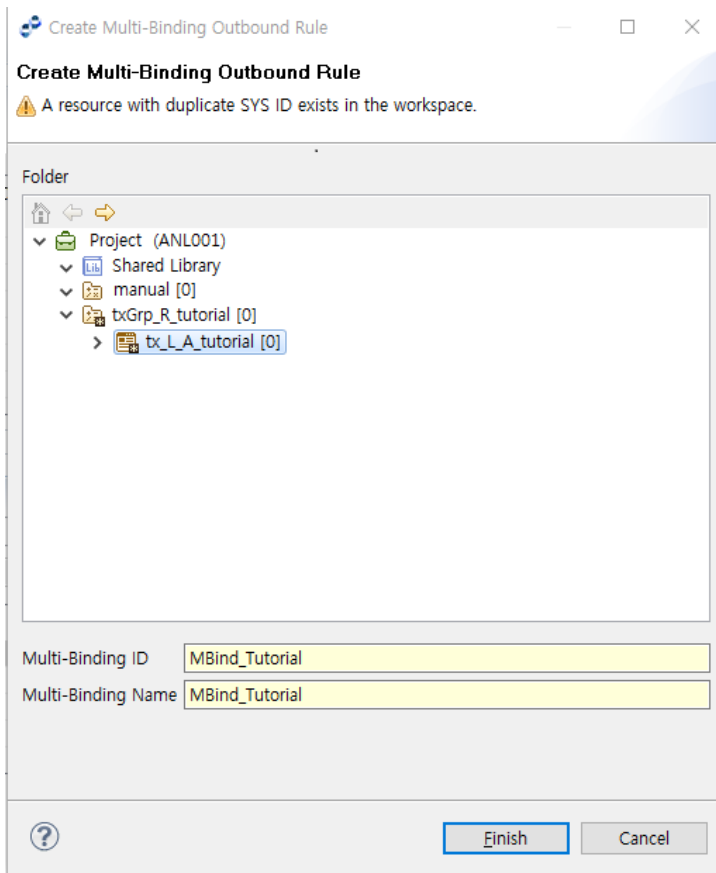 Create Multi-Binding Outbound Rule
Create Multi-Binding Outbound Rule
A resource with duplicate SYS ID exists in the workspace.
Folder
Project (ANL001)
Lib Shared Library
manual [0]
txGrp_R_tutorial [0]
tx_L_A_tutorial [0]
Multi-Binding ID MBind_Tutorial
Multi-Binding Name MBind_Tutorial
? Finish Cancel